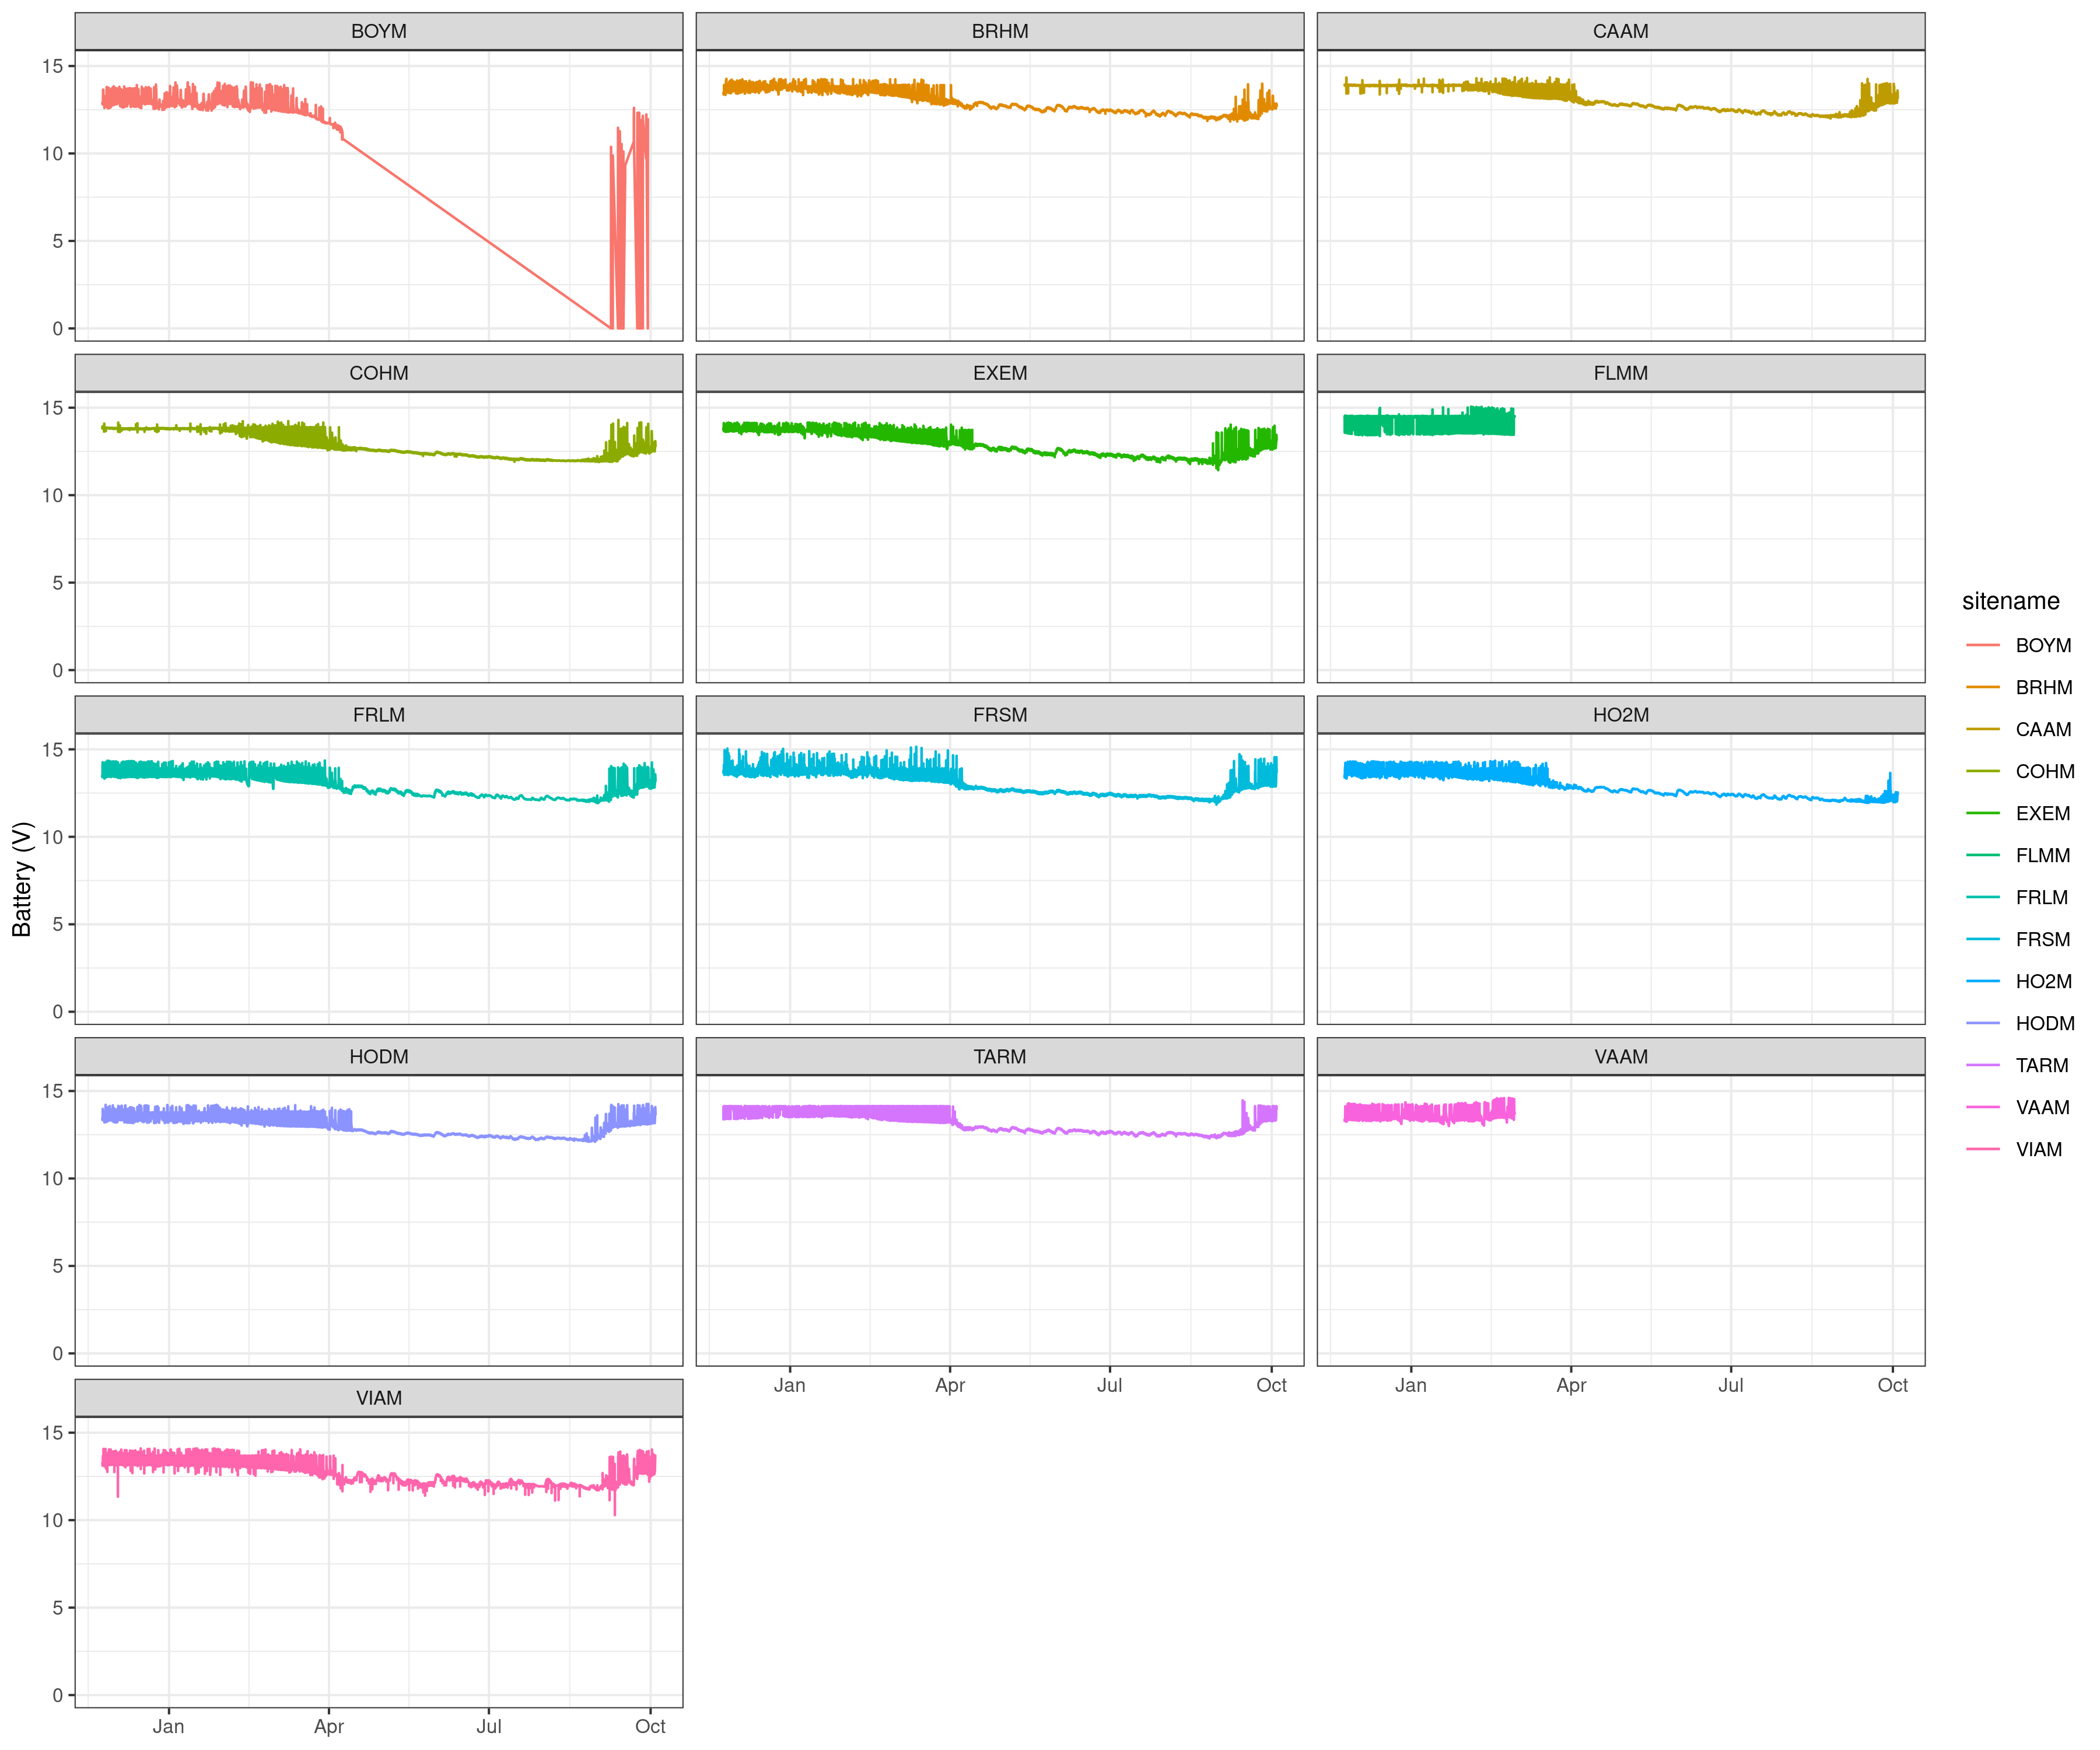 BOYM BRHM CAAM
15
10
5
0
COHM EXEM FLMM
15
10
5
0
FRLM FRSM HO2M
15
10
5
0
HODM TARM VAAM
15
10
5
0
Jan Apr Jul Oct Jan Apr Jul Oct
VIAM
15
10
5
0
Jan Apr Jul Oct
Battery (V)
sitename
BOYM
BRHM
CAAM
COHM
EXEM
FLMM
FRLM
FRSM
HO2M
HODM
TARM
VAAM
VIAM